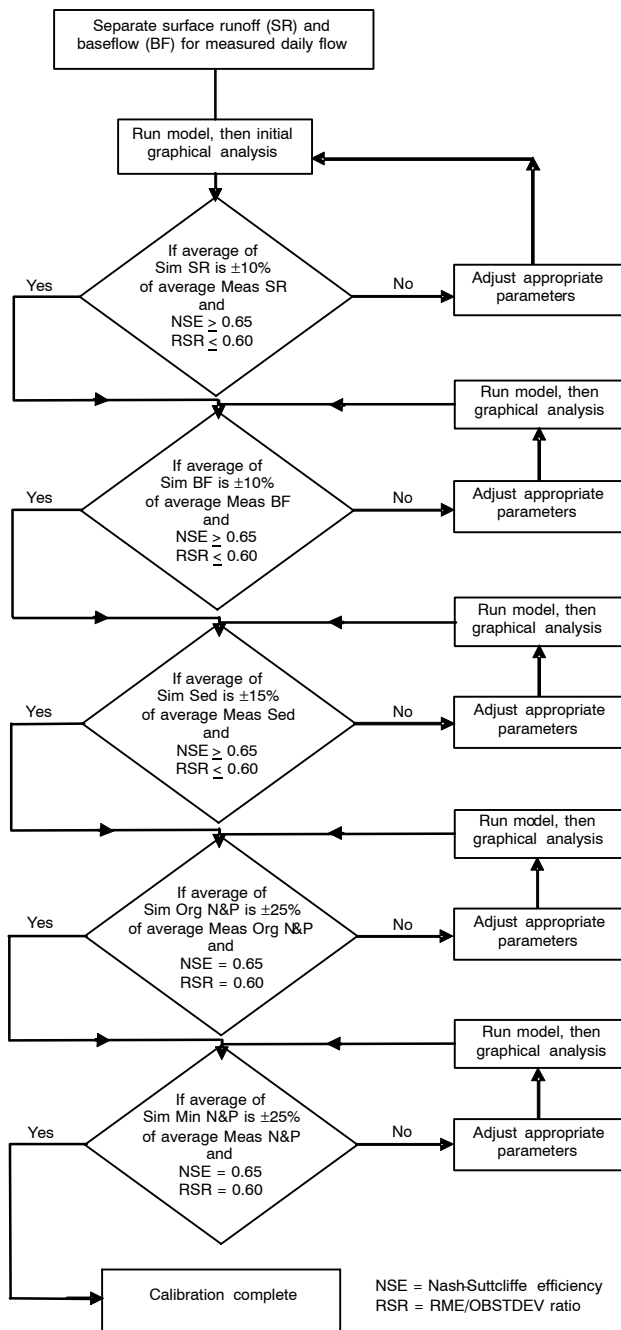 Separate surface runoff (SR) and
baseflow (BF) for measured daily flow
Run model, then initial
graphical analysis
If average of
Sim SR is ±10%
of average Meas SR
and
NSE ≥ 0.65
RSR ≤ 0.60
Yes
No
Adjust appropriate
parameters
Run model, then
graphical analysis
If average of
Sim BF is ±10%
of average Meas BF
and
NSE ≥ 0.65
RSR ≤ 0.60
Yes
No
Adjust appropriate
parameters
Run model, then
graphical analysis
If average of
Sim Sed is ±15%
of average Meas Sed
and
NSE ≥ 0.65
RSR ≤ 0.60
Yes
No
Adjust appropriate
parameters
Run model, then
graphical analysis
If average of
Sim Org N&P is ±25%
of average Meas Org N&P
and
NSE = 0.65
RSR = 0.60
Yes
No
Adjust appropriate
parameters
Run model, then
graphical analysis
If average of
Sim Min N&P is ±25%
of average Meas N&P
and
NSE = 0.65
RSR = 0.60
Yes
No
Adjust appropriate
parameters
Calibration complete
NSE = Nash-Suttcliffe efficiency
RSR = RME/OBSTDEV ratio